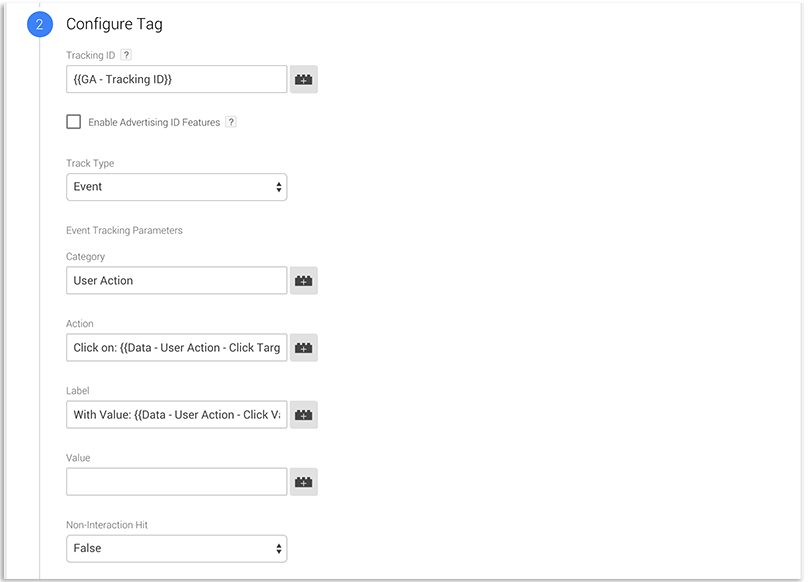 2 Configure Tag
Tracking ID ?
{{GA - Tracking ID}}
Enable Advertising ID Features ?
Track Type
Event
Event Tracking Parameters
Category
User Action
Action
Click on: {{Data - User Action - Click Targ
Label
With Value: {{Data - User Action - Click Va
Value
Non-Interaction Hit
False